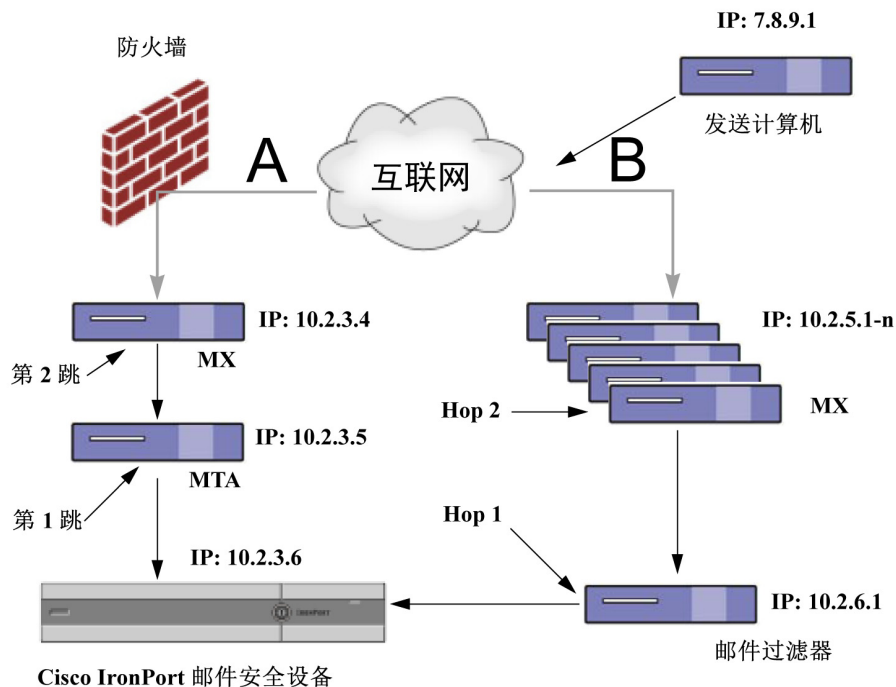 IP: 7.8.9.1
防火墙
发送计算机
A
互联网
B
IP: 10.2.3.4
IP: 10.2.5.1-n
第 2 跳
MX
MX
Hop 2
IP: 10.2.3.5
MTA
第 1 跳
Hop 1
IP: 10.2.3.6
IRONPORT
IP: 10.2.6.1
邮件过滤器
Cisco IronPort 邮件安全设备